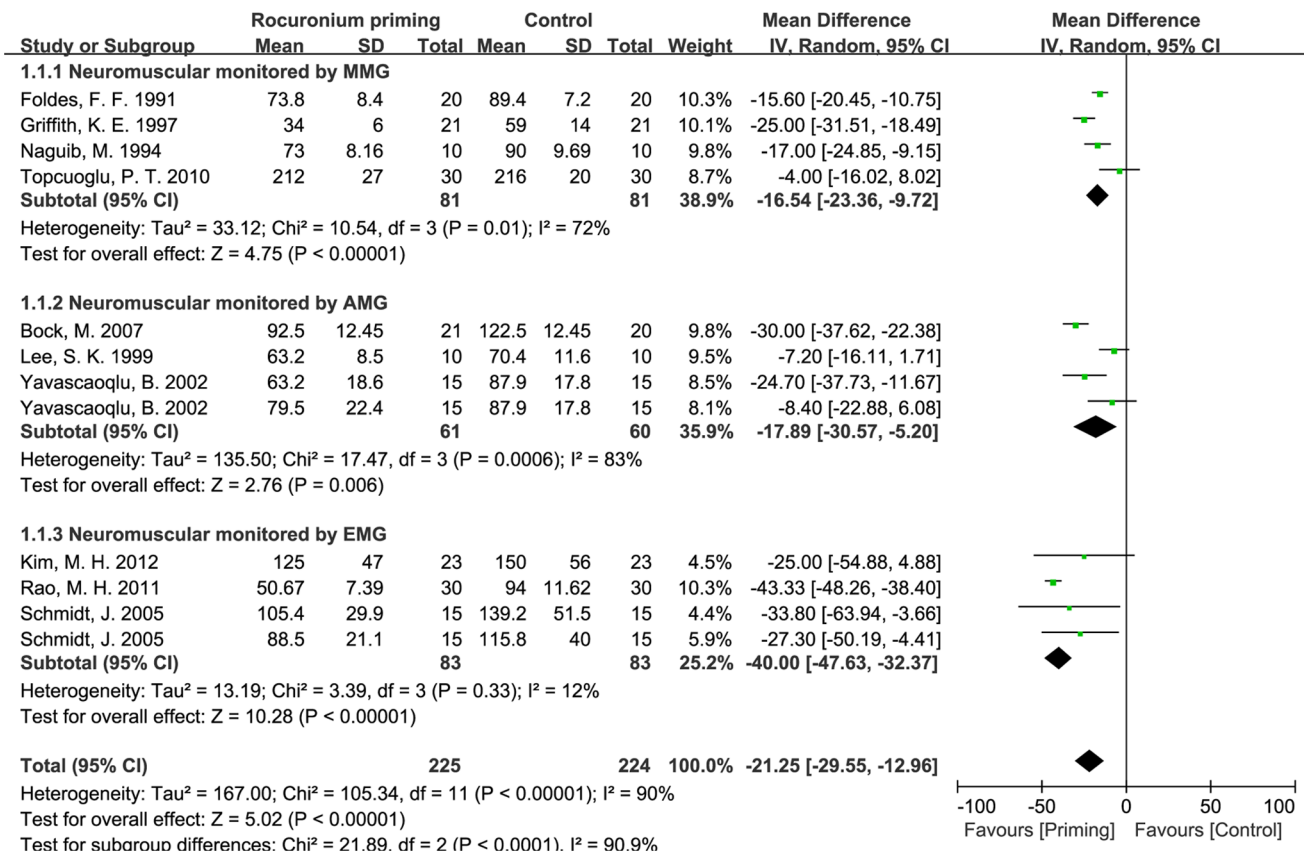 Rocuronium priming Control Mean Difference Mean Difference
Study or Subgroup Mean SD Total Mean SD Total Weight IV, Random, 95% CI IV, Random, 95% CI
1.1.1 Neuromuscular monitored by MMG
Foldes, F. F. 1991 73.8 8.4 20 89.4 7.2 20 10.3% -15.60 [-20.45, -10.75]
Griffith, K. E. 1997 34 6 21 59 14 21 10.1% -25.00 [-31.51, -18.49]
Naguib, M. 1994 73 8.16 10 90 9.69 10 9.8% -17.00 [-24.85, -9.15]
Topcuoglu, P. T. 2010 212 27 30 216 20 30 8.7% -4.00 [-16.02, 8.02]
Subtotal (95% CI) 81 81 38.9% -16.54 [-23.36, -9.72]
Heterogeneity: Tau² = 33.12; Chi² = 10.54, df = 3 (P = 0.01); I² = 72%
Test for overall effect: Z = 4.75 (P < 0.00001)
1.1.2 Neuromuscular monitored by AMG
Bock, M. 2007 92.5 12.45 21 122.5 12.45 20 9.8% -30.00 [-37.62, -22.38]
Lee, S. K. 1999 63.2 8.5 10 70.4 11.6 10 9.5% -7.20 [-16.11, 1.71]
Yavascaoqlu, B. 2002 63.2 18.6 15 87.9 17.8 15 8.5% -24.70 [-37.73, -11.67]
Yavascaoqlu, B. 2002 79.5 22.4 15 87.9 17.8 15 8.1% -8.40 [-22.88, 6.08]
Subtotal (95% CI) 61 60 35.9% -17.89 [-30.57, -5.20]
Heterogeneity: Tau² = 135.50; Chi² = 17.47, df = 3 (P = 0.0006); I² = 83%
Test for overall effect: Z = 2.76 (P = 0.006)
1.1.3 Neuromuscular monitored by EMG
Kim, M. H. 2012 125 47 23 150 56 23 4.5% -25.00 [-54.88, 4.88]
Rao, M. H. 2011 50.67 7.39 30 94 11.62 30 10.3% -43.33 [-48.26, -38.40]
Schmidt, J. 2005 105.4 29.9 15 139.2 51.5 15 4.4% -33.80 [-63.94, -3.66]
Schmidt, J. 2005 88.5 21.1 15 115.8 40 15 5.9% -27.30 [-50.19, -4.41]
Subtotal (95% CI) 83 83 25.2% -40.00 [-47.63, -32.37]
Heterogeneity: Tau² = 13.19; Chi² = 3.39, df = 3 (P = 0.33); I² = 12%
Test for overall effect: Z = 10.28 (P < 0.00001)
Total (95% CI) 225 224 100.0% -21.25 [-29.55, -12.96]
Heterogeneity: Tau² = 167.00; Chi² = 105.34, df = 11 (P < 0.00001); I² = 90%
Test for overall effect: Z = 5.02 (P < 0.00001)
Test for subgroup differences: Chi² = 21.89, df = 2 (P < 0.0001), I² = 90.9%
-100 -50 0 50 100
Favours [Priming] Favours [Control]